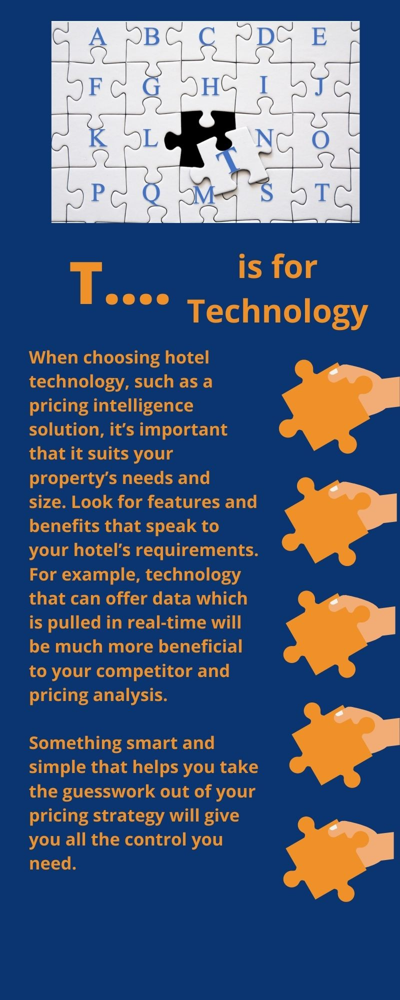 A B C D E
F G H I J
K L N O
T
P Q M S T
T....
is for
Technology
When choosing hotel
technology, such as a
pricing intelligence
solution, it’s important
that it suits your
property’s needs and
size. Look for features and
benefits that speak to
your hotel’s requirements.
For example, technology
that can offer data which
is pulled in real-time will
be much more beneficial
to your competitor and
pricing analysis.
Something smart and
simple that helps you take
the guesswork out of your
pricing strategy will give
you all the control you
need.